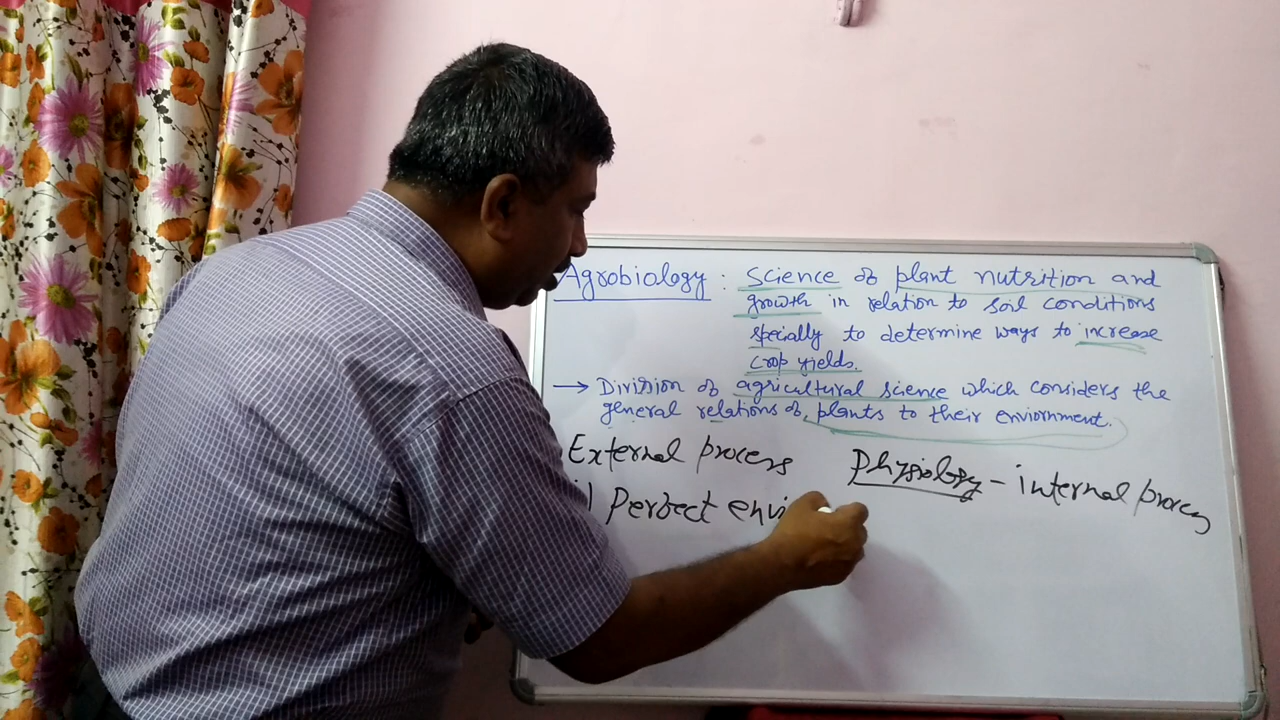 Agrobiology : Science of plant nutrition and
growth in relation to soil conditions
specially to determine ways to increase
crop yields.
→ Division of agricultural science which considers the
general relations of plants to their enviornment.
External process Physiology - internal process
Perfect envi